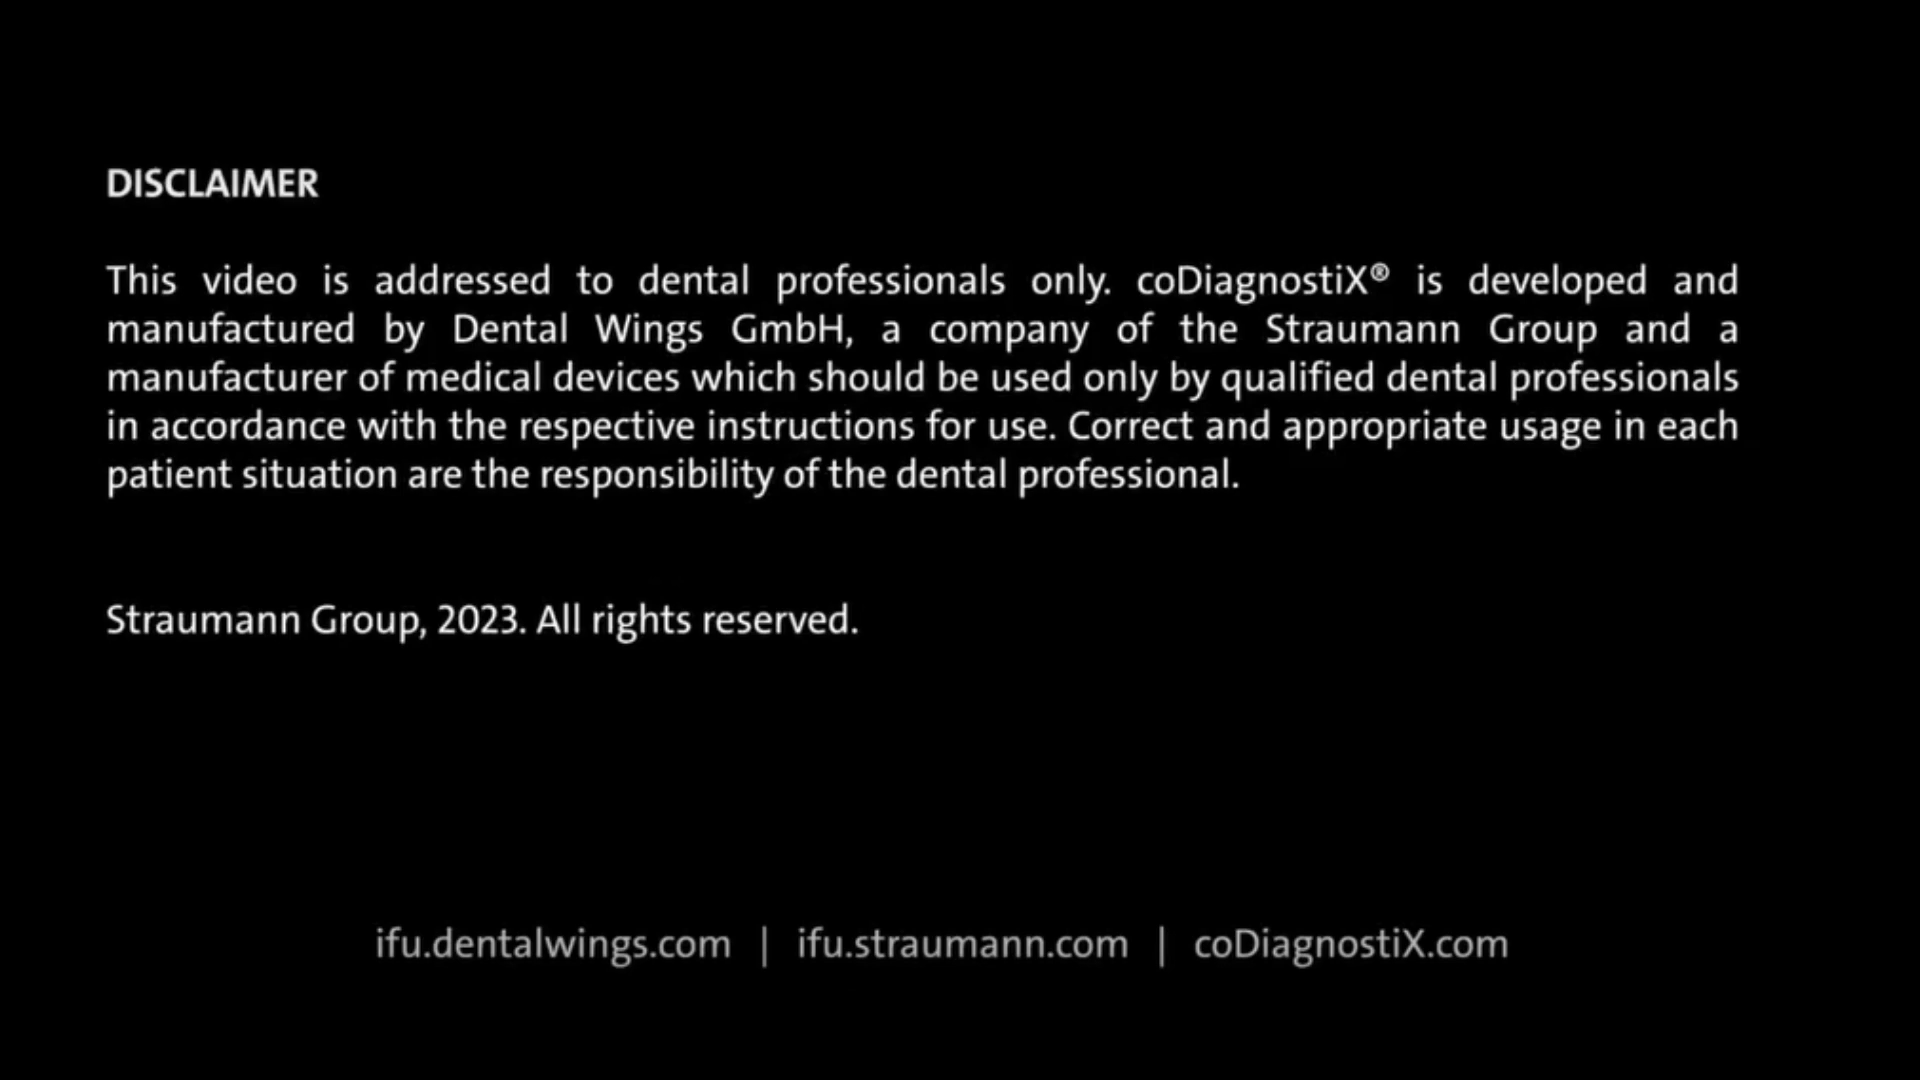 DISCLAIMER
This video is addressed to dental professionals only. coDiagnostiX® is developed and
manufactured by Dental Wings GmbH, a company of the Straumann Group and a
manufacturer of medical devices which should be used only by qualified dental professionals
in accordance with the respective instructions for use. Correct and appropriate usage in each
patient situation are the responsibility of the dental professional.
Straumann Group, 2023. All rights reserved.
ifu.dentalwings.com | ifu.straumann.com | coDiagnostiX.com